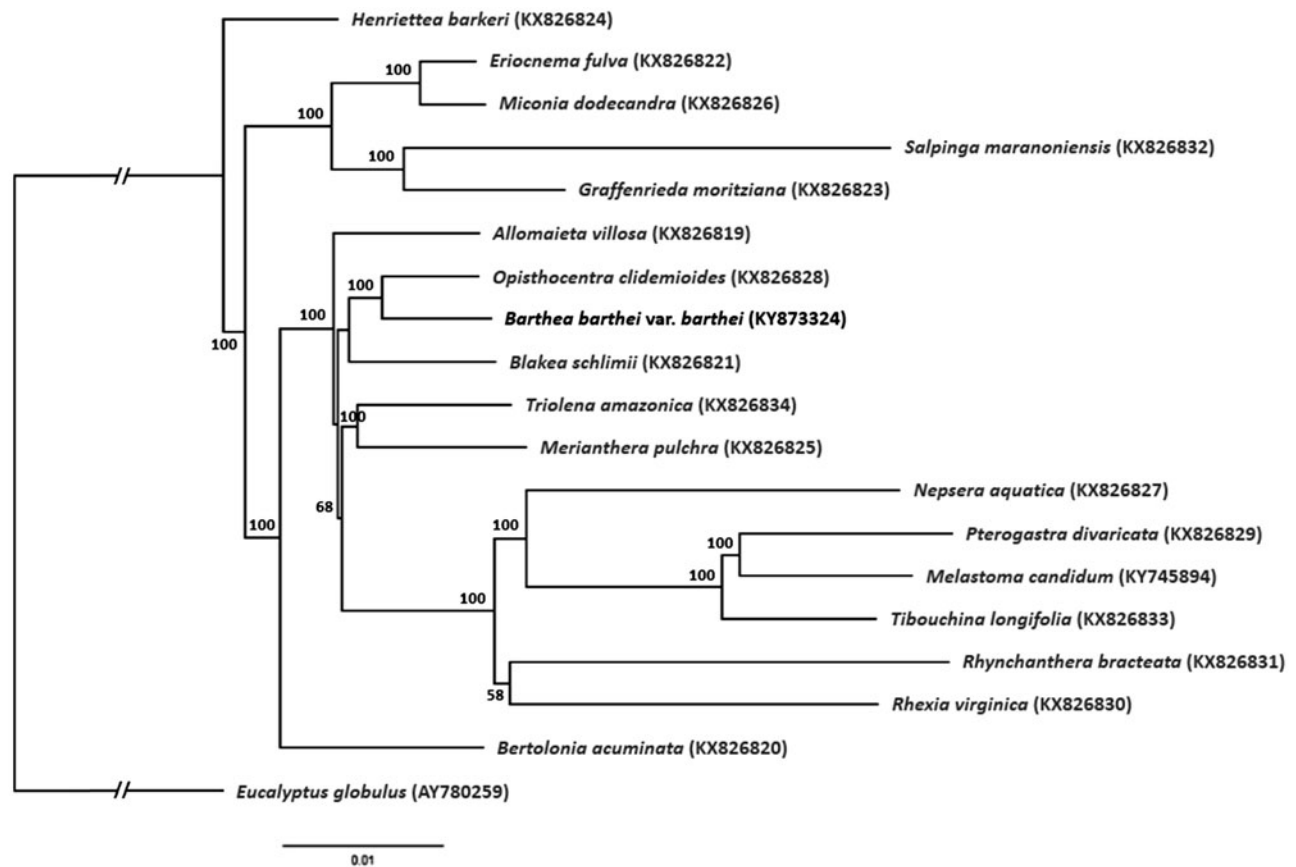 Henriettea barkeri (KX826824)
Eriocnema fulva (KX826822)
100
Miconia dodecandra (KX826826)
100
Salpinga maranoniensis (KX826832)
100
Graffenrieda moritziana (KX826823)
Allomaieta villosa (KX826819)
Opisthocentra clidemioides (KX826828)
100
Barthea barthei var. barthei (KY873324)
100
100
Blakea schlimii (KX826821)
Triolena amazonica (KX826834)
100
Merianthera pulchra (KX826825)
Nepsera aquatica (KX826827)
68
100
100
Pterogastra divaricata (KX826829)
100
100
Melastoma candidum (KY745894)
100
Tibouchina longifolia (KX826833)
Rhynchanthera bracteata (KX826831)
58
Rhexia virginica (KX826830)
Bertolonia acuminata (KX826820)
Eucalyptus globulus (AY780259)
0.01